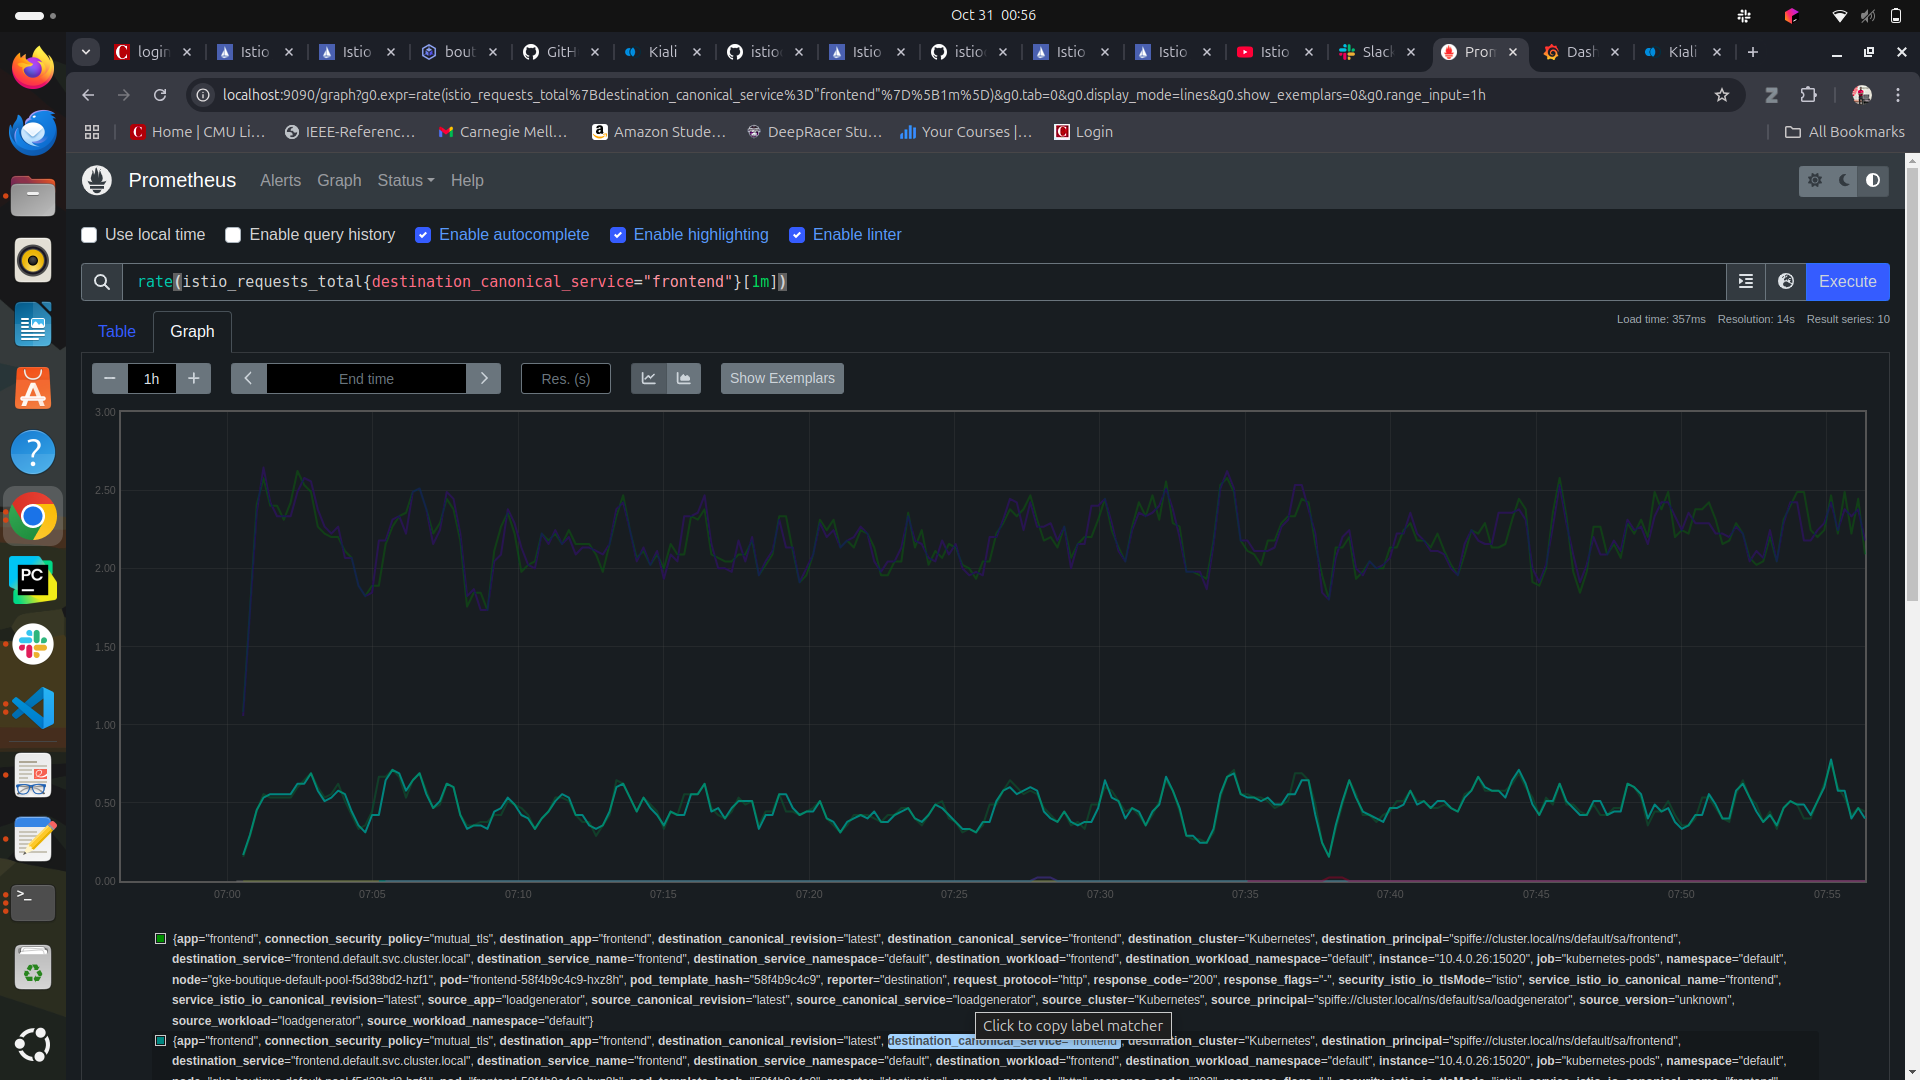 Oct 31 00:56
login
Istio
Istio
bout
GitH
Kiali
istio
Istio
istio
Istio
Istio
Istio
Slack
Prom
Dash
Kiali
localhost:9090/graph?g0.expr=rate(istio_requests_total%7Bdestination_canonical_service%3D"frontend"%7D%5B1m%5D)&g0.tab=0&g0.display_mode=lines&g0.show_exemplars=0&g0.range_input=1h
Home | CMU Li... IEEE-Referenc... Carnegie Mell... Amazon Stude... DeepRacer Stu... Your Courses |... Login All Bookmarks
Prometheus Alerts Graph Status Help
Use local time Enable query history Enable autocomplete Enable highlighting Enable linter
rate(istio_requests_total{destination_canonical_service="frontend"}[1m]) Execute
Table Graph Load time: 357ms Resolution: 14s Result series: 10
1h End time Res. (s) Show Exemplars
3.00
2.50
2.00
1.50
1.00
0.50
0.00
07:00 07:05 07:10 07:15 07:20 07:25 07:30 07:35 07:40 07:45 07:50 07:55
{app="frontend", connection_security_policy="mutual_tls", destination_app="frontend", destination_canonical_revision="latest", destination_canonical_service="frontend", destination_cluster="Kubernetes", destination_principal="spiffe://cluster.local/ns/default/sa/frontend",
destination_service="frontend.default.svc.cluster.local", destination_service_name="frontend", destination_service_namespace="default", destination_workload="frontend", destination_workload_namespace="default", instance="10.4.0.26:15020", job="kubernetes-pods", namespace="default",
node="gke-boutique-default-pool-f5d38bd2-hzf1", pod="frontend-58f4b9c4c9-hxz8h", pod_template_hash="58f4b9c4c9", reporter="destination", request_protocol="http", response_code="200", response_flags="-", security_istio_io_tlsMode="istio", service_istio_io_canonical_name="frontend",
service_istio_io_canonical_revision="latest", source_app="loadgenerator", source_canonical_revision="latest", source_canonical_service="loadgenerator", source_cluster="Kubernetes", source_principal="spiffe://cluster.local/ns/default/sa/loadgenerator", source_version="unknown",
source_workload="loadgenerator", source_workload_namespace="default"}
Click to copy label matcher
{app="frontend", connection_security_policy="mutual_tls", destination_app="frontend", destination_canonical_revision="latest", destination_canonical_service="frontend", destination_cluster="Kubernetes", destination_principal="spiffe://cluster.local/ns/default/sa/frontend",
destination_service="frontend.default.svc.cluster.local", destination_service_name="frontend", destination_service_namespace="default", destination_workload="frontend", destination_workload_namespace="default", instance="10.4.0.26:15020", job="kubernetes-pods", namespace="default",